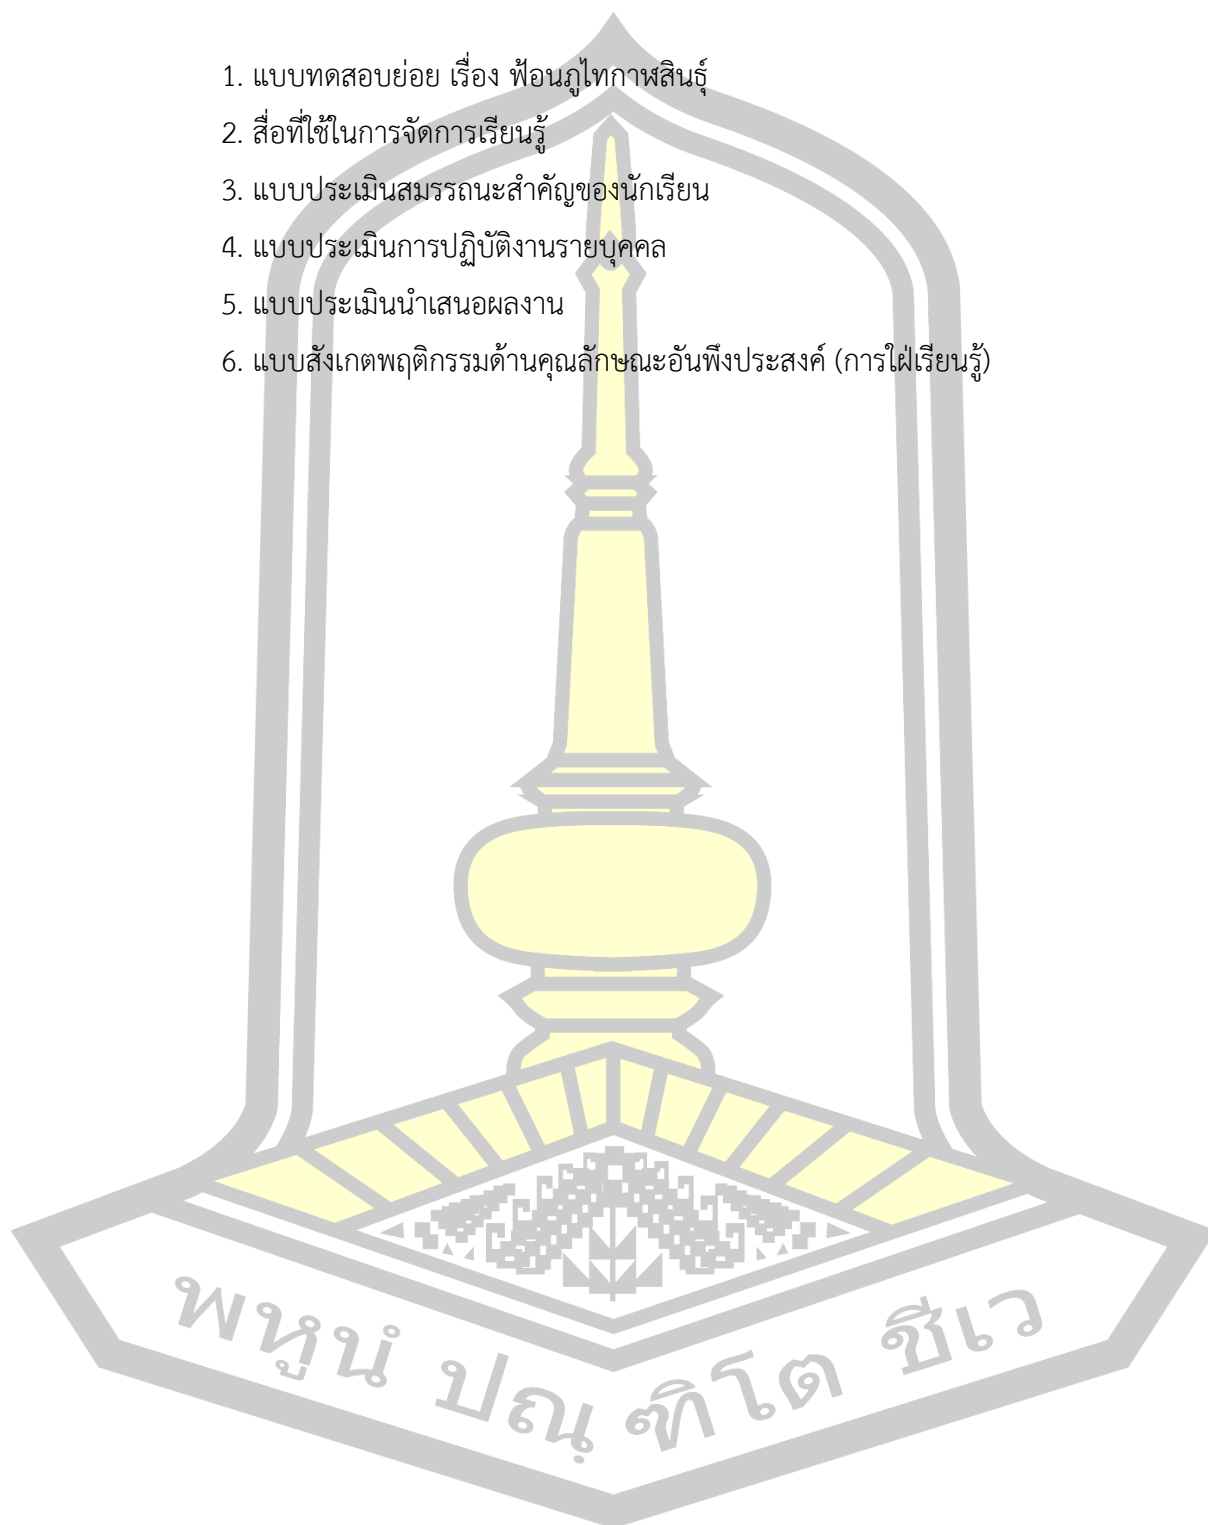 1. แบบทดสอบย่อย เรื่อง ฟ้อนภูไทกาฬสินธุ์
2. สื่อที่ใช้ในการจัดการเรียนรู้
3. แบบประเมินสมรรถนะสำคัญของนักเรียน
4. แบบประเมินการปฏิบัติงานรายบุคคล
5. แบบประเมินนำเสนอผลงาน
6. แบบสังเกตพฤติกรรมด้านคุณลักษณะอันพึงประสงค์ (การใฝ่เรียนรู้)
พหูนํ ปณฺฑิโต ชีเว